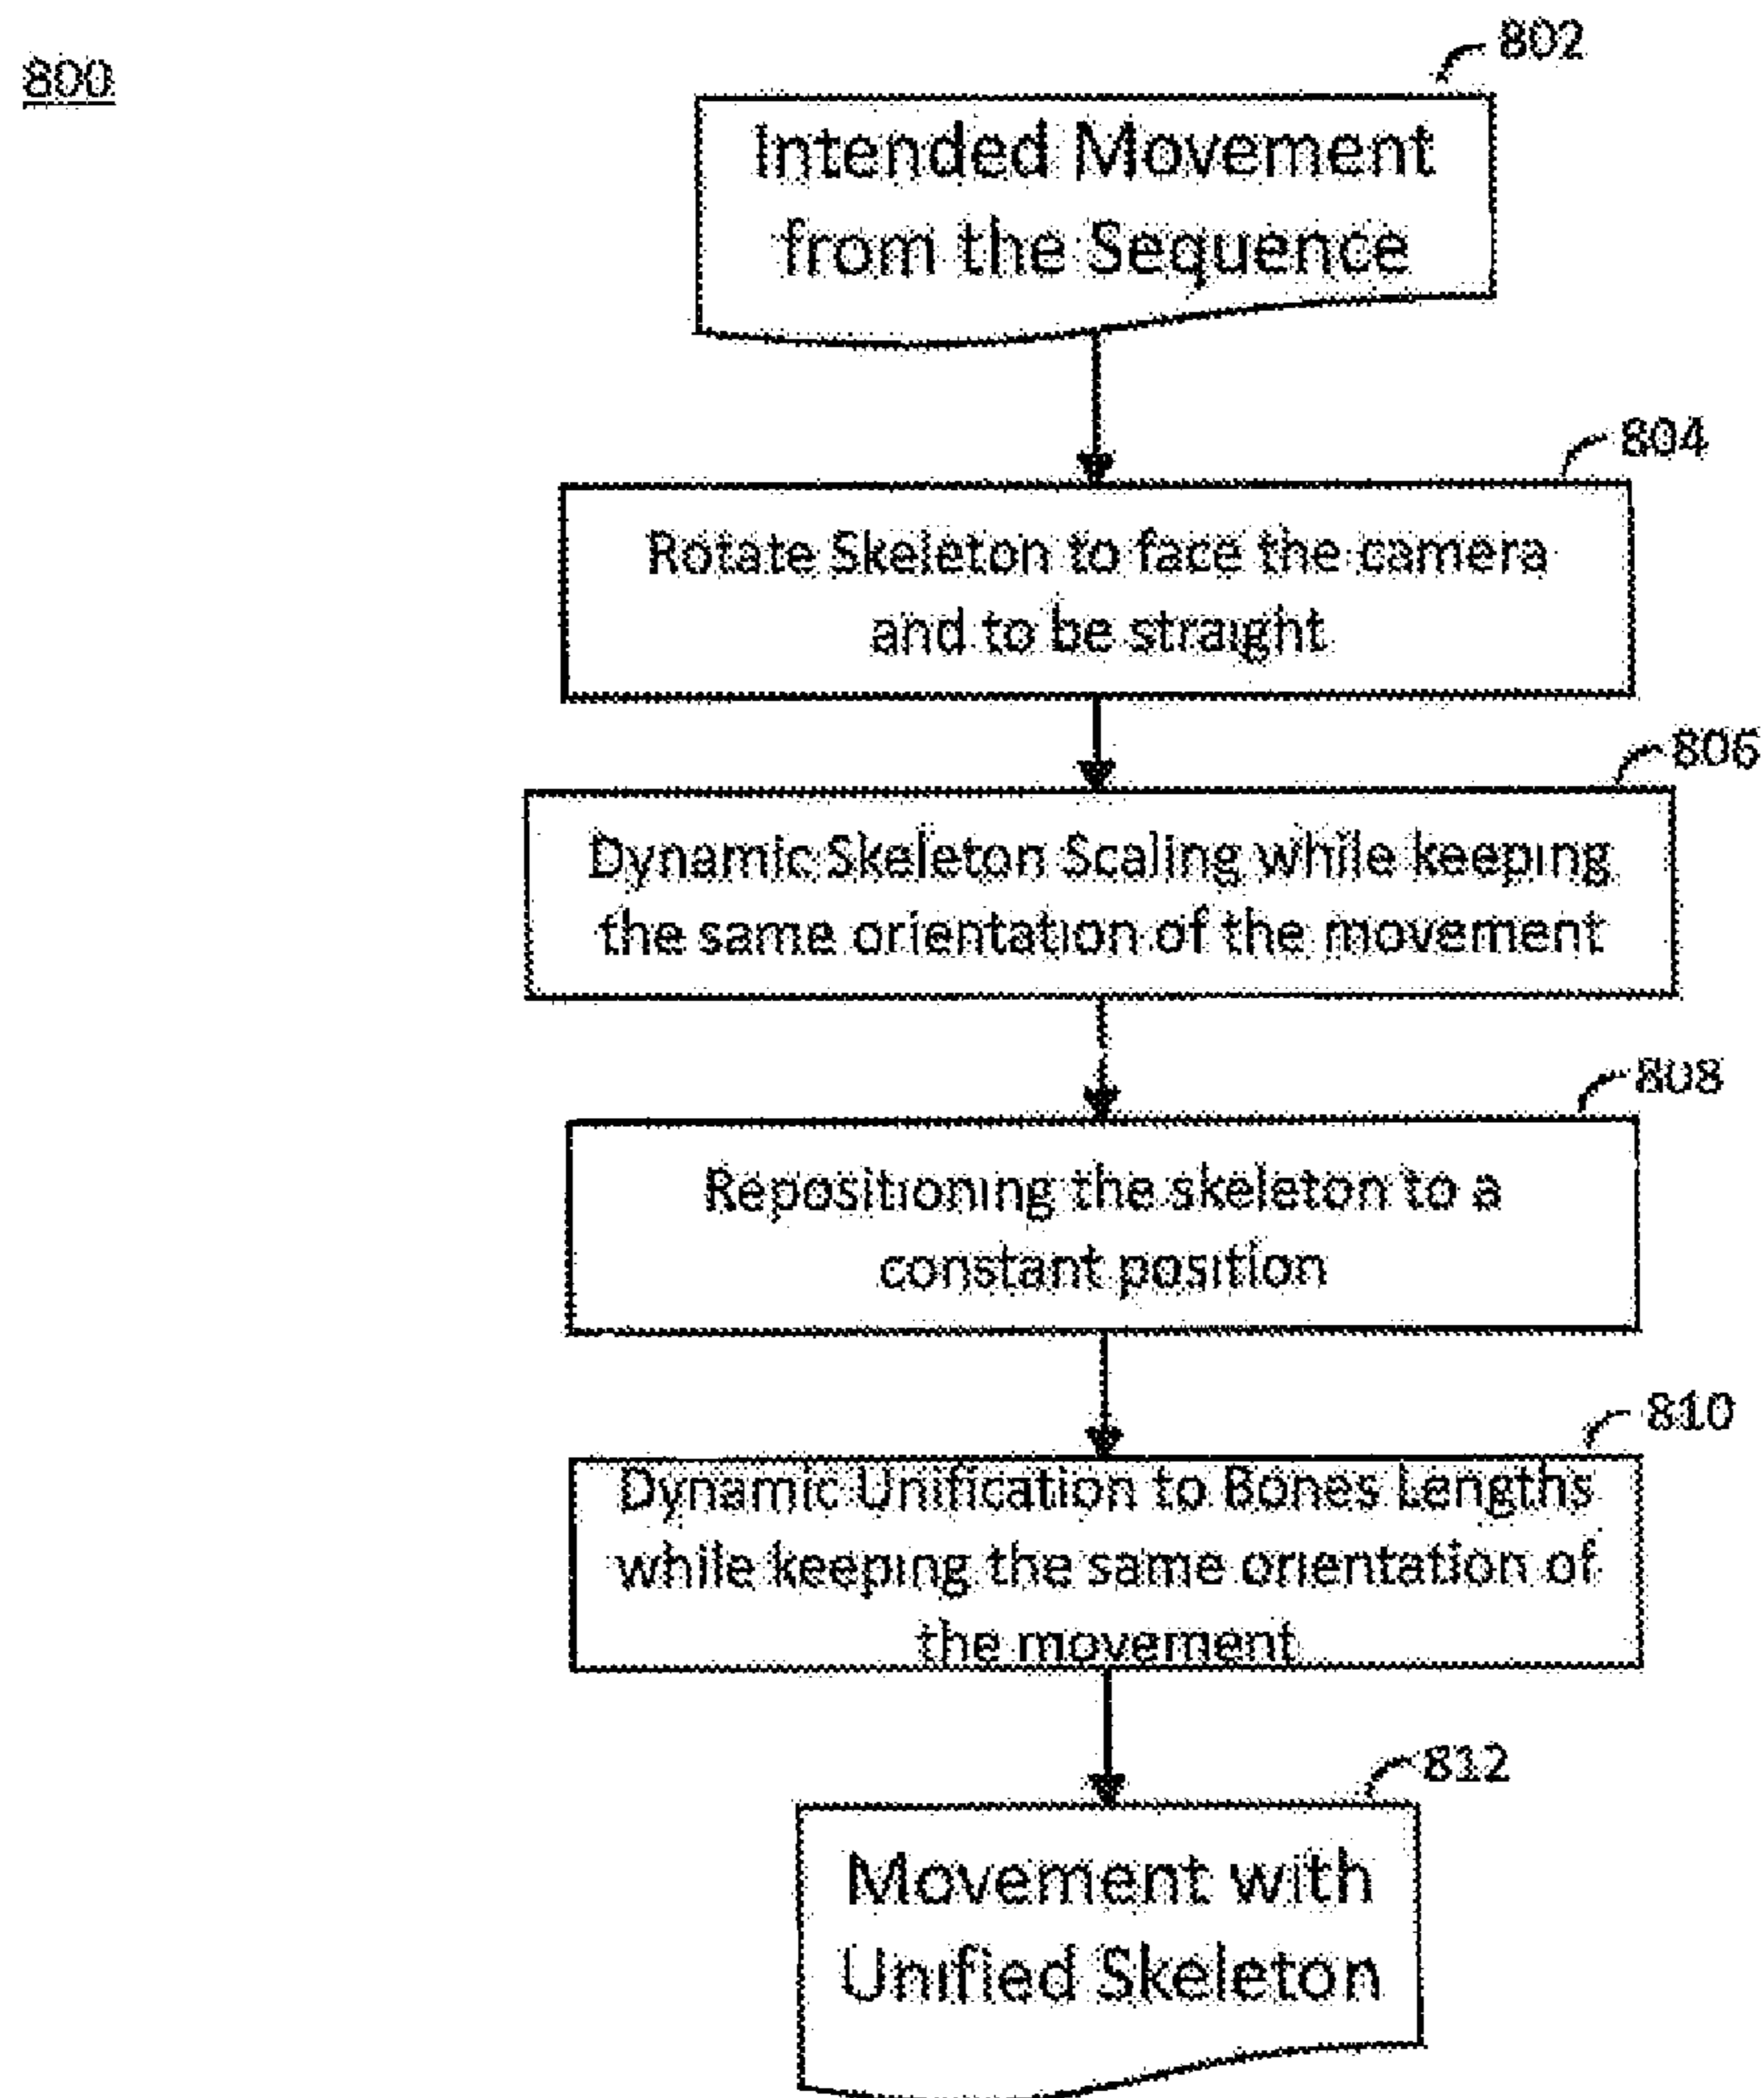 800
802
Intended Movement
from the Sequence
804
Rotate Skeleton to face the camera
and to be straight
806
Dynamic Skeleton Scaling while keeping
the same orientation of the movement
808
Repositioning the skeleton to a
constant position
810
Dynamic Unification to Bones Lengths
while keeping the same orientation of
the movement
812
Movement with
Unified Skeleton